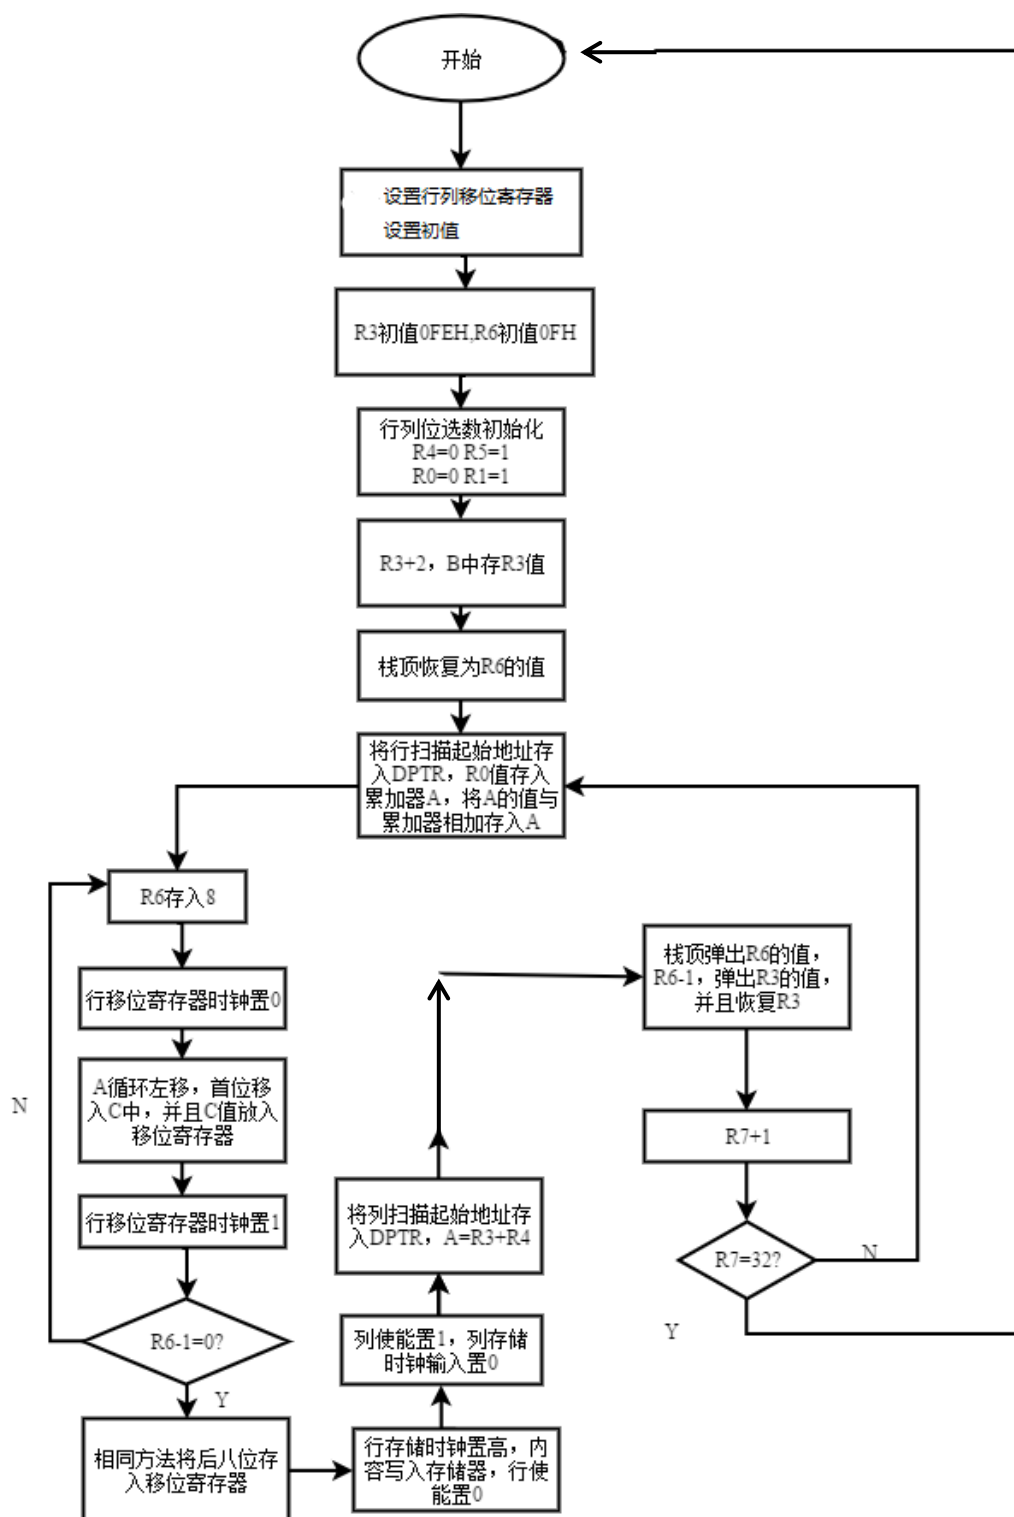 开始
设置行列移位寄存器
设置初值
R3初值0FEH,R6初值0FH
行列位选数初始化
R4=0 R5=1
R0=0 R1=1
R3+2，B中存R3值
栈顶恢复为R6的值
将行扫描起始地址存
入DPTR，R0值存入
累加器A，将A的值与
累加器相加存入A
R6存入8
行移位寄存器时钟置0
A循环左移，首位移
入C中，并且C值放入
移位寄存器
行移位寄存器时钟置1
R6-1=0?
N
Y
相同方法将后八位存
入移位寄存器
行存储时钟置高，内
容写入存储器，行使
能置0
列使能置1，列存储
时钟输入置0
将列扫描起始地址存
入DPTR，A=R3+R4
栈顶弹出R6的值，
R6-1，弹出R3的值，
并且恢复R3
R7+1
R7=32?
N
Y